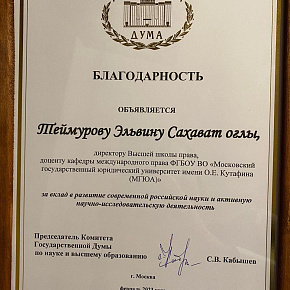 ДУМА
БЛАГОДАРНОСТЬ
ОБЪЯВЛЯЕТСЯ
Теймурову Эльвину Сахават оглы,
директору Высшей школы права,
доценту кафедры международного права ФГБОУ ВО «Московский
государственный юридический университет имени О.Е. Кутафина
(МГЮА)»
за вклад в развитие современной российской науки и активную
научно-исследовательскую деятельность
Председатель Комитета
Государственной Думы
по науке и высшему образованию
С.В. Кабышев
г. Москва
февраль 2023